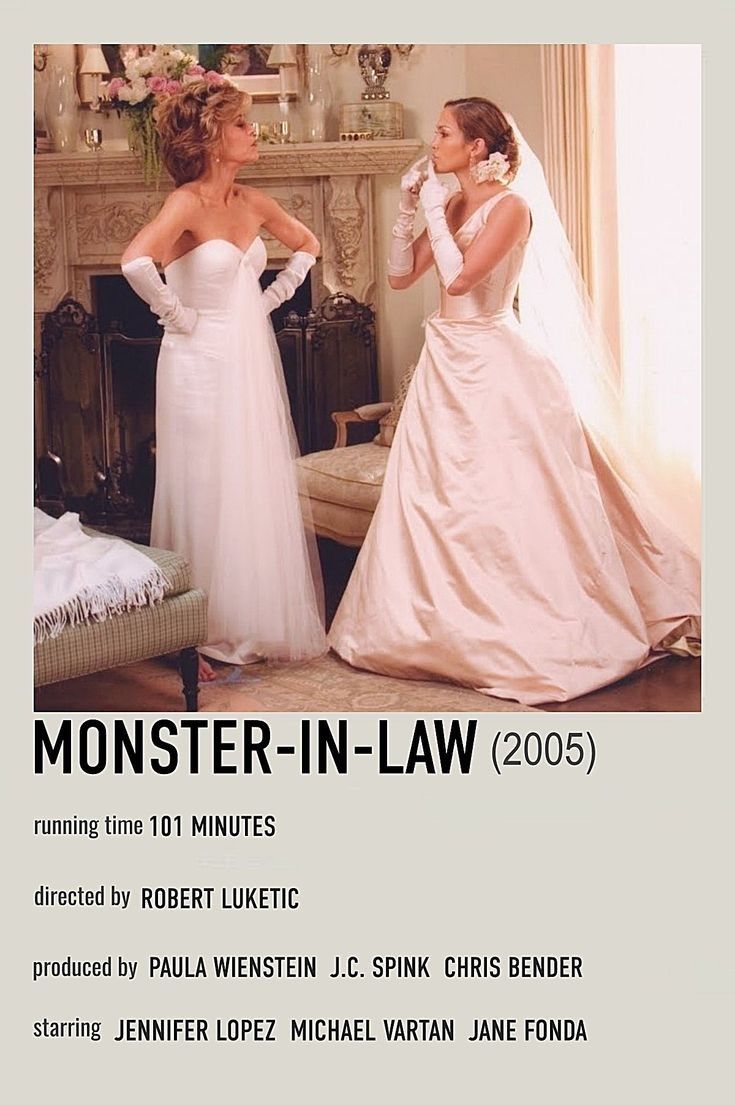 MONSTER-IN-LAW (2005)
running time 101 MINUTES
directed by ROBERT LUKETIC
produced by PAULA WIENSTEIN J.C. SPINK CHRIS BENDER
starring JENNIFER LOPEZ MICHAEL VARTAN JANE FONDA